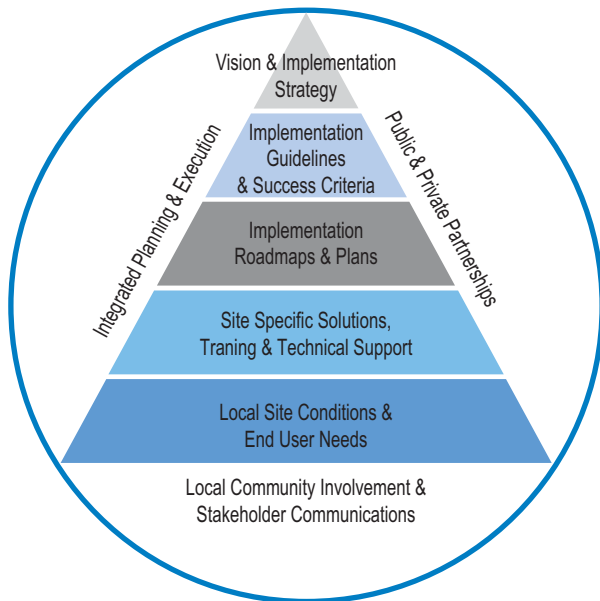 Vision & Implementation
Strategy
Implementation
Guidelines
& Success Criteria
Implementation
Roadmaps & Plans
Site Specific Solutions,
Traning & Technical Support
Local Site Conditions &
End User Needs
Integrated Planning & Execution
Public & Private Partnerships
Local Community Involvement &
Stakeholder Communications